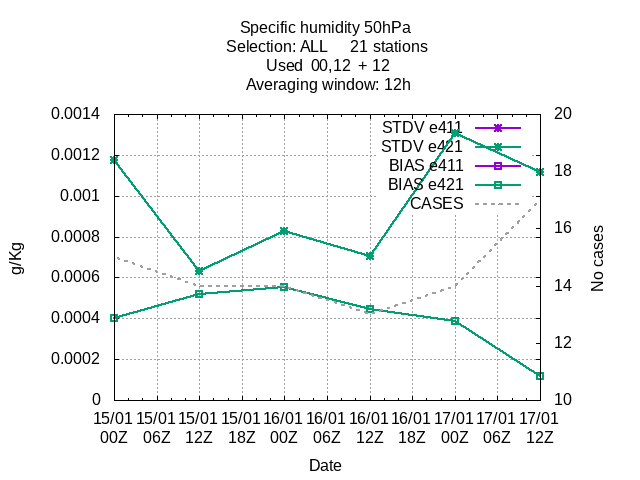 Specific humidity 50hPa
Selection: ALL     21 stations
Used  00,12  + 12
Averaging window: 12h
0.0014
0.0012
0.001
0.0008
0.0006
0.0004
0.0002
0
20
18
16
14
12
10
g/Kg
No cases
STDV e411
STDV e421
BIAS e411
BIAS e421
CASES
15/01 15/01 15/01 15/01 16/01 16/01 16/01 16/01 17/01 17/01 17/01
00Z 06Z 12Z 18Z 00Z 06Z 12Z 18Z 00Z 06Z 12Z
Date